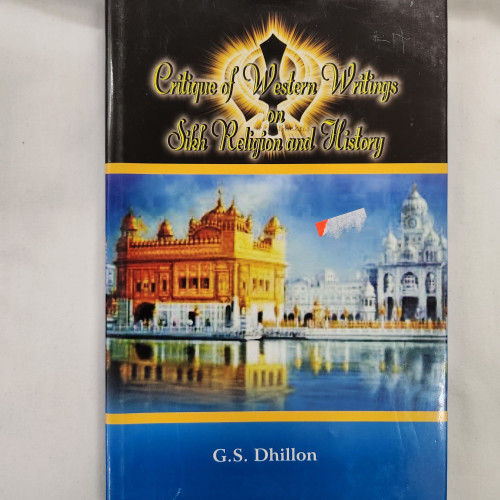 Critique of Western Writings
on
Sikh Religion and History
G.S. Dhillon